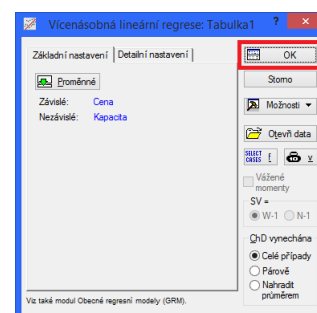 Vícenásobná lineární regrese: Tabulka1 ? ×
Základní nastavení Detailní nastavení
OK
Proměnné
Storno
Závislé: Cena
Možnosti
Nezávislé: Kapacita
Otevři data
SELECT CASES
Vážené
momenty
SV =
W-1 N-1
ChD vynechána
Celé případy
Párově
Nahradit
průměrem
Viz také modul Obecné regresní modely (GRM).